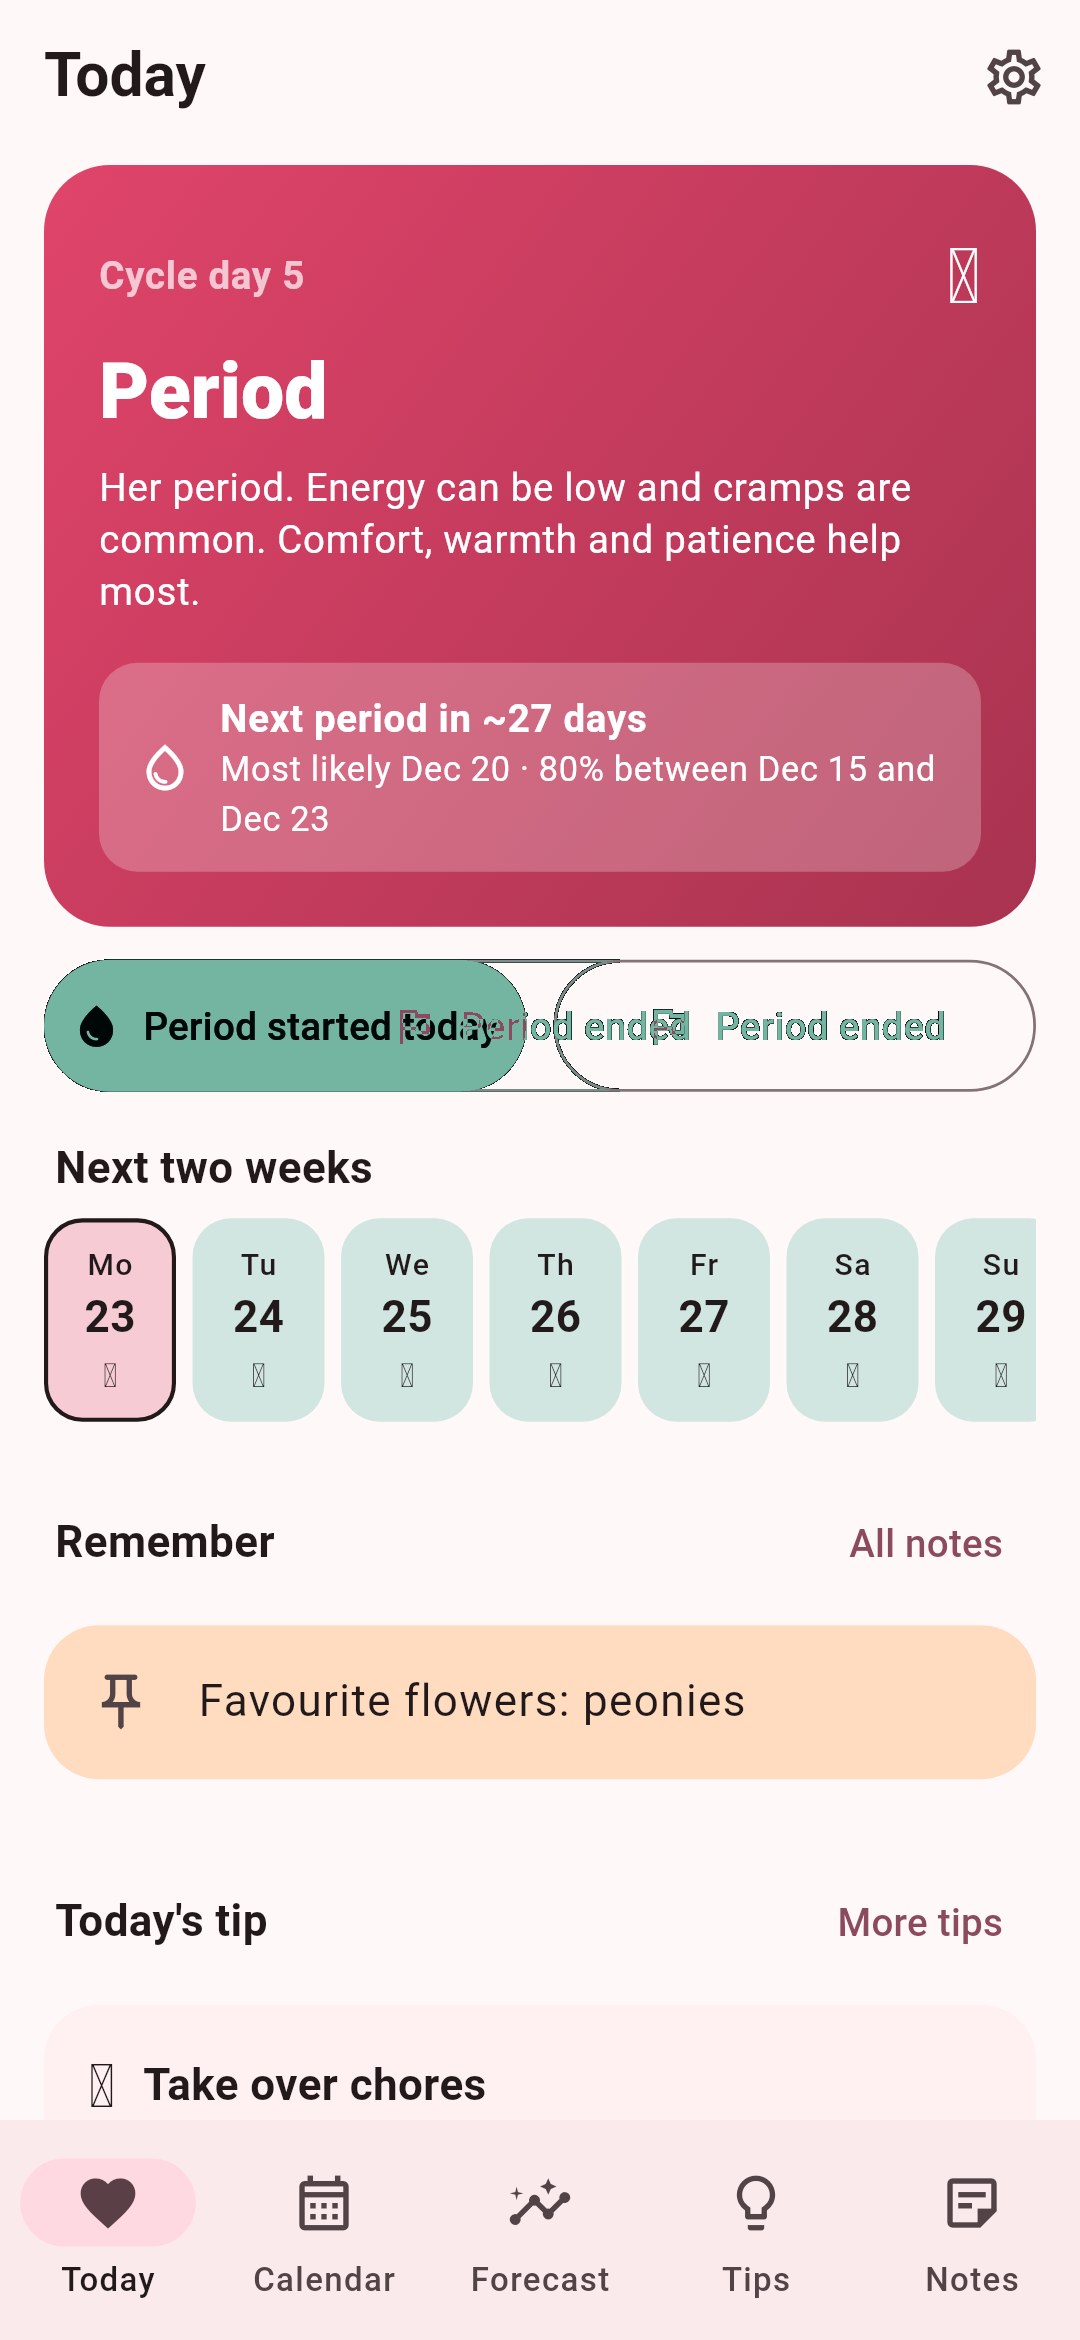 Today
Cycle day 5
Period
Her period. Energy can be low and cramps are
common. Comfort, warmth and patience help
most.
Next period in ~27 days
Most likely Dec 20 · 80% between Dec 15 and
Dec 23
Period started today
Period ended
Period ended
Next two weeks
Mo Tu We Th Fr Sa Su
23 24 25 26 27 28 29
Remember
All notes
Favourite flowers: peonies
Today's tip
More tips
Take over chores
Today Calendar Forecast Tips Notes